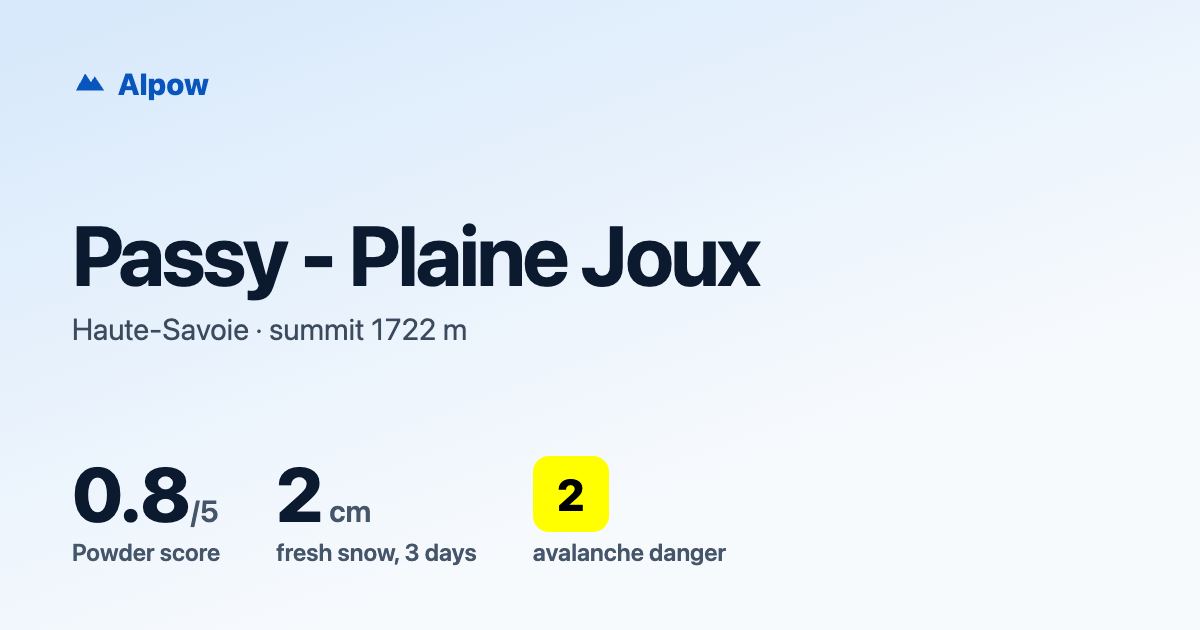 Alpow
Passy - Plaine Joux
Haute-Savoie · summit 1722 m
0.8/5
Powder score
2 cm
fresh snow, 3 days
2
avalanche danger